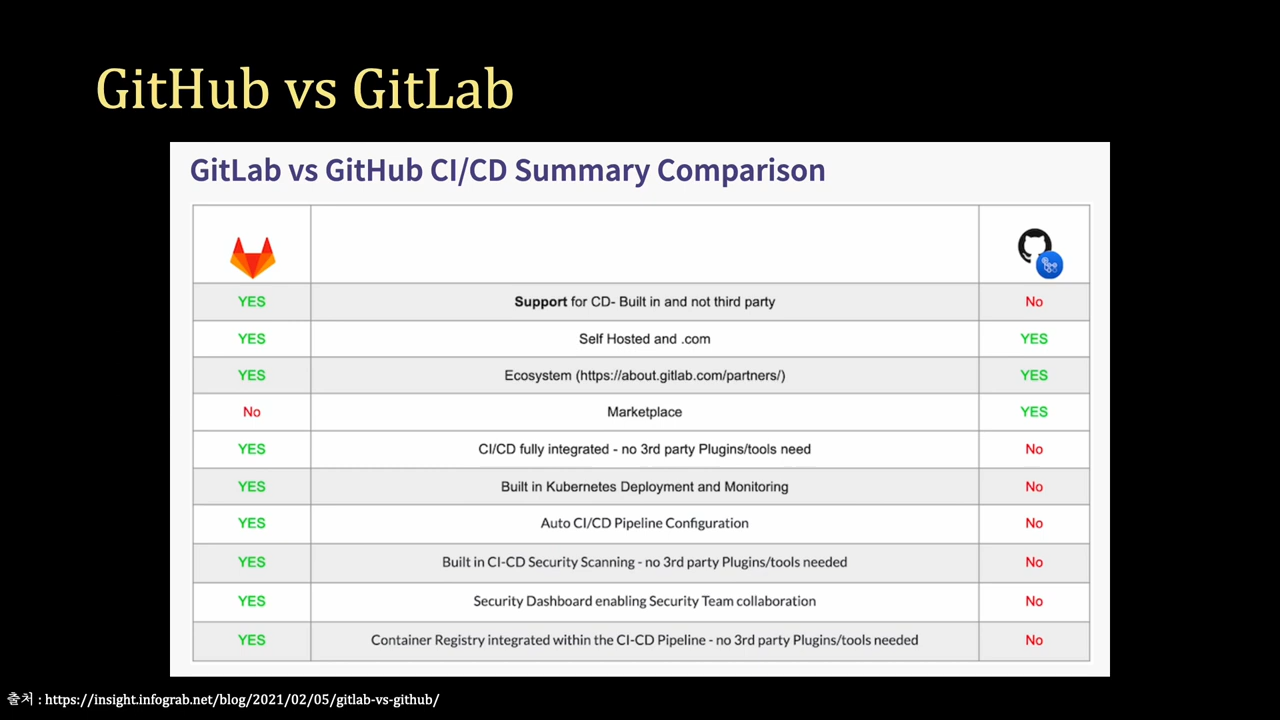 GitHub vs GitLab
GitLab vs GitHub CI/CD Summary Comparison
YES Support for CD- Built in and not third party No
YES Self Hosted and .com YES
YES Ecosystem (https://about.gitlab.com/partners/) YES
No Marketplace YES
YES CI/CD fully integrated - no 3rd party Plugins/tools need No
YES Built in Kubernetes Deployment and Monitoring No
YES Auto CI/CD Pipeline Configuration No
YES Built in CI-CD Security Scanning - no 3rd party Plugins/tools needed No
YES Security Dashboard enabling Security Team collaboration No
YES Container Registry integrated within the CI-CD Pipeline - no 3rd party Plugins/tools needed No
출처 : https://insight.infograb.net/blog/2021/02/05/gitlab-vs-github/